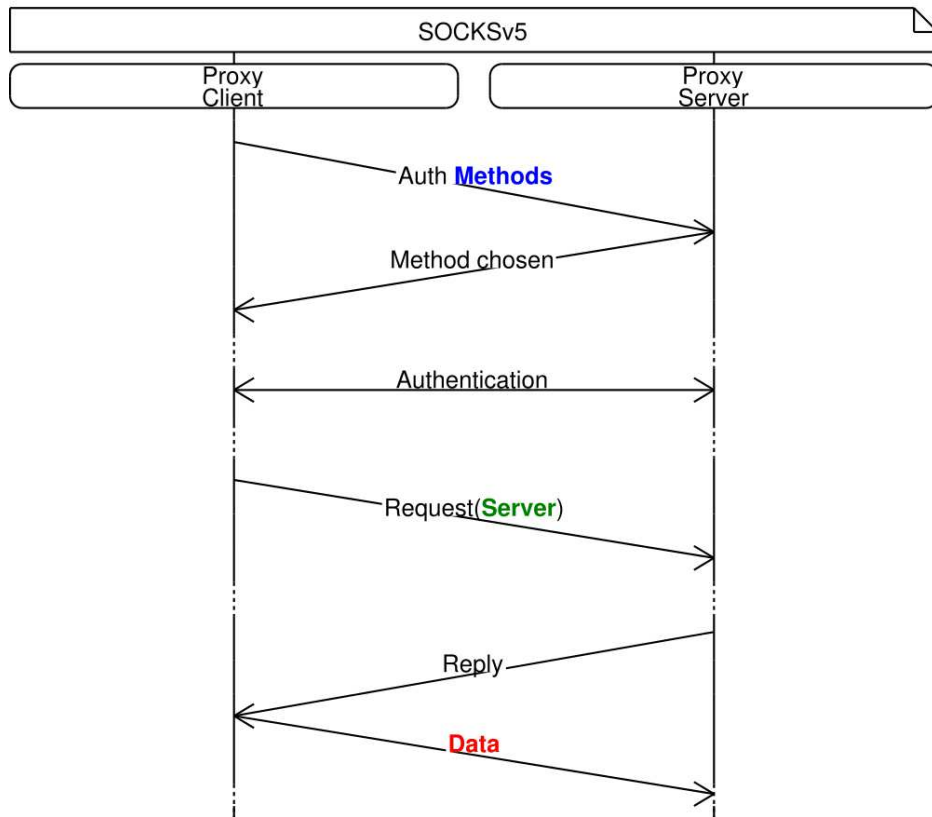 SOCKSv5
Proxy
Client
Proxy
Server
Auth Methods
Method chosen
Authentication
Request(Server)
Reply
Data